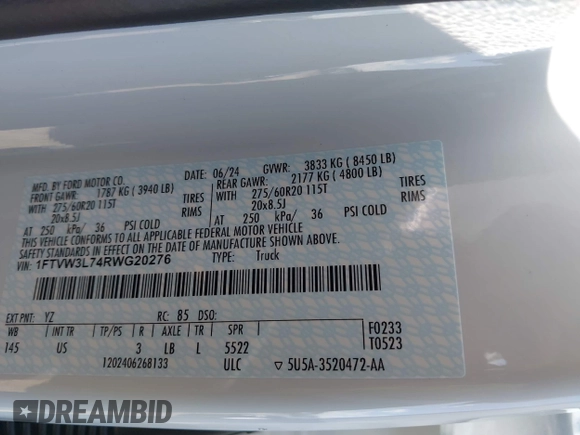 MFD. BY FORD MOTOR CO. DATE: 06/24 GVWR: 3833 KG ( 8450 LB)
FRONT GAWR: 1787 KG ( 3940 LB) REAR GAWR: 2177 KG ( 4800 LB)
WITH 275/60R20 115T TIRES WITH 275/60R20 115T TIRES
20x8.5J RIMS 20x8.5J RIMS
AT 250 kPa/ 36 PSI COLD AT 250 kPa/ 36 PSI COLD
THIS VEHICLE CONFORMS TO ALL APPLICABLE FEDERAL MOTOR VEHICLE
SAFETY STANDARDS IN EFFECT ON THE DATE OF MANUFACTURE SHOWN ABOVE.
VIN: 1FTVW3L74RWG20276 TYPE: Truck
EXT PNT: YZ RC: 85 DSO: F0233
WB INT TR TP/PS R AXLE TR SPR T0523
145 US 3 LB L 5522
1202406268133 ULC ▽ 5U5A-3520472-AA
DREAMBID